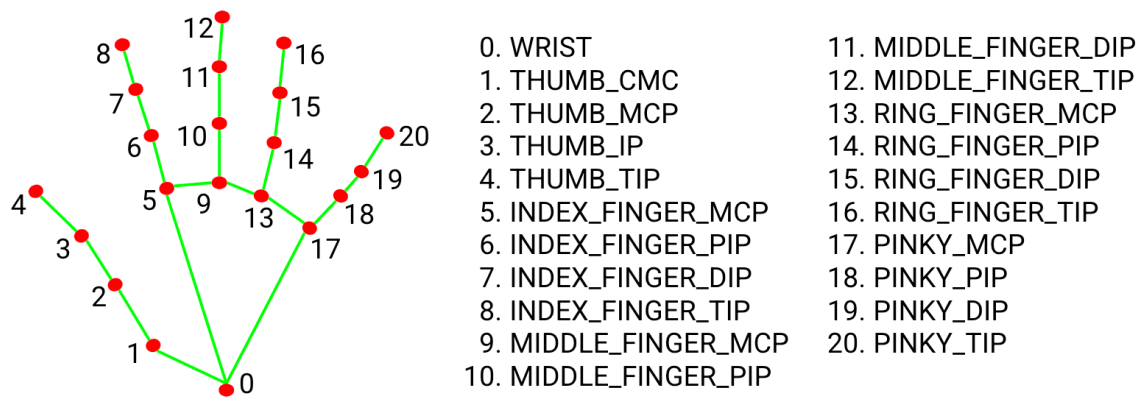 12
8
16
11
7
15
10
6
20
14
19
4
5
9
13
18
3
17
2
1
0
0. WRIST
1. THUMB_CMC
2. THUMB_MCP
3. THUMB_IP
4. THUMB_TIP
5. INDEX_FINGER_MCP
6. INDEX_FINGER_PIP
7. INDEX_FINGER_DIP
8. INDEX_FINGER_TIP
9. MIDDLE_FINGER_MCP
10. MIDDLE_FINGER_PIP
11. MIDDLE_FINGER_DIP
12. MIDDLE_FINGER_TIP
13. RING_FINGER_MCP
14. RING_FINGER_PIP
15. RING_FINGER_DIP
16. RING_FINGER_TIP
17. PINKY_MCP
18. PINKY_PIP
19. PINKY_DIP
20. PINKY_TIP